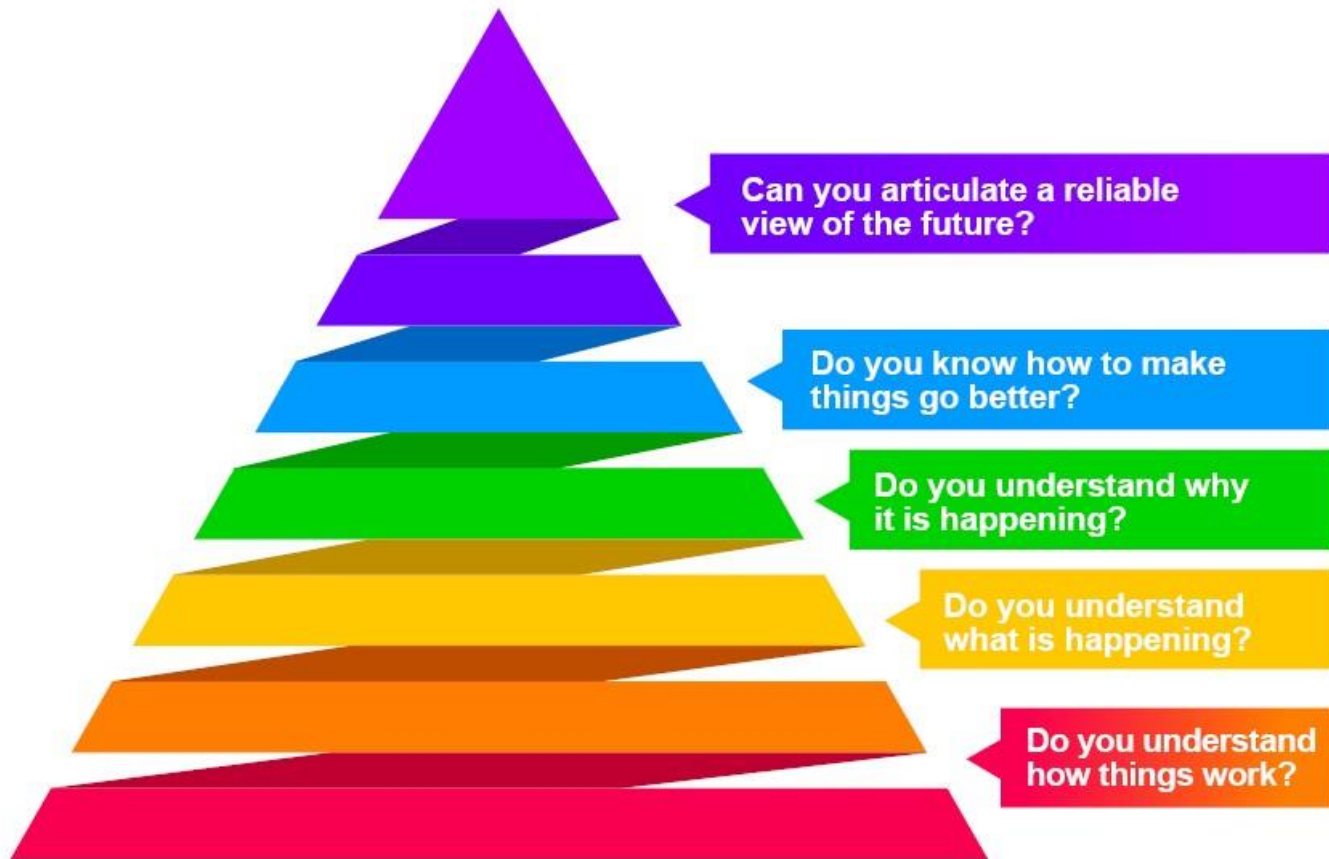 Can you articulate a reliable
view of the future?
Do you know how to make
things go better?
Do you understand why
it is happening?
Do you understand
what is happening?
Do you understand
how things work?